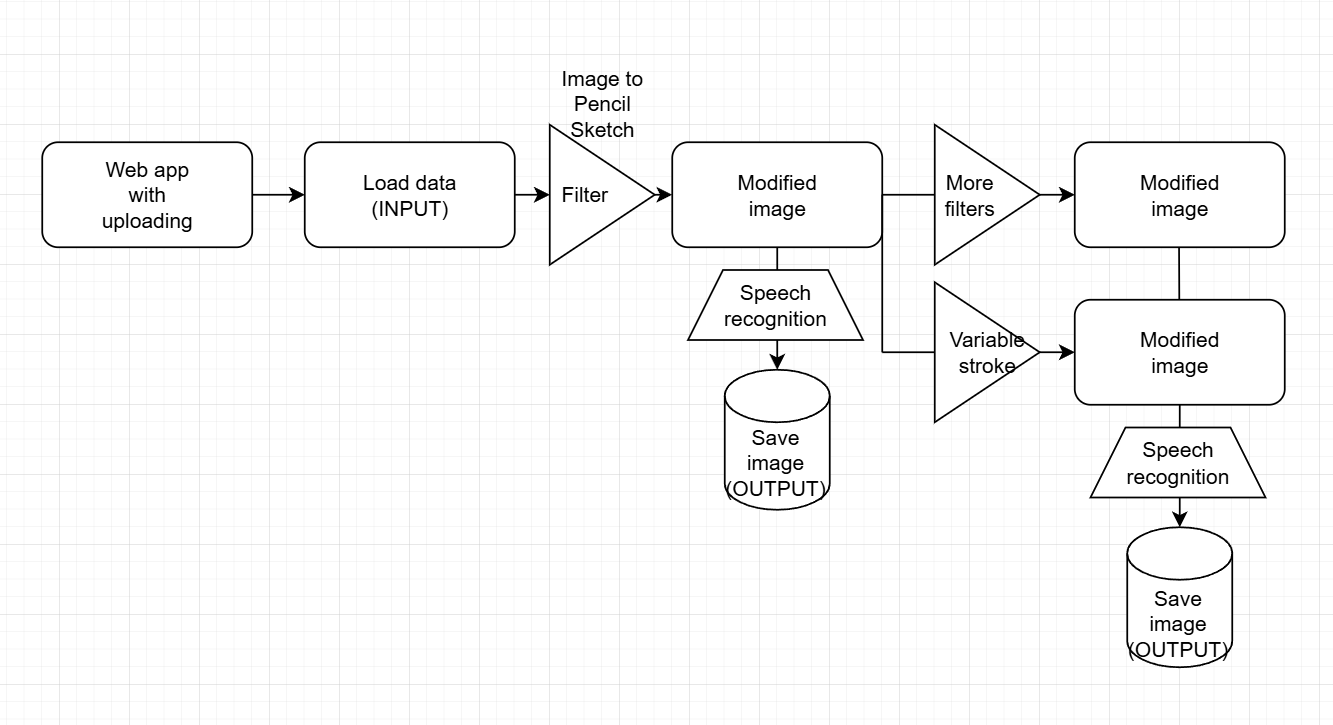 Image to
Pencil
Sketch
Web app
with
uploading
Load data
(INPUT)
Filter
Modified
image
More
filters
Modified
image
Speech
recognition
Variable
stroke
Modified
image
Save
image
(OUTPUT)
Speech
recognition
Save
image
(OUTPUT)